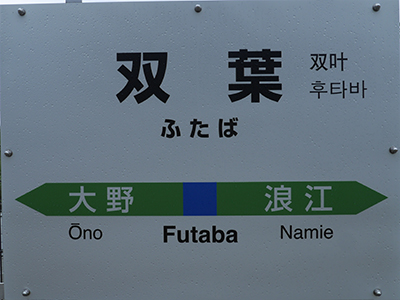 双葉
双叶
후타바
ふたば
大野 浪江
Ōno Futaba Namie